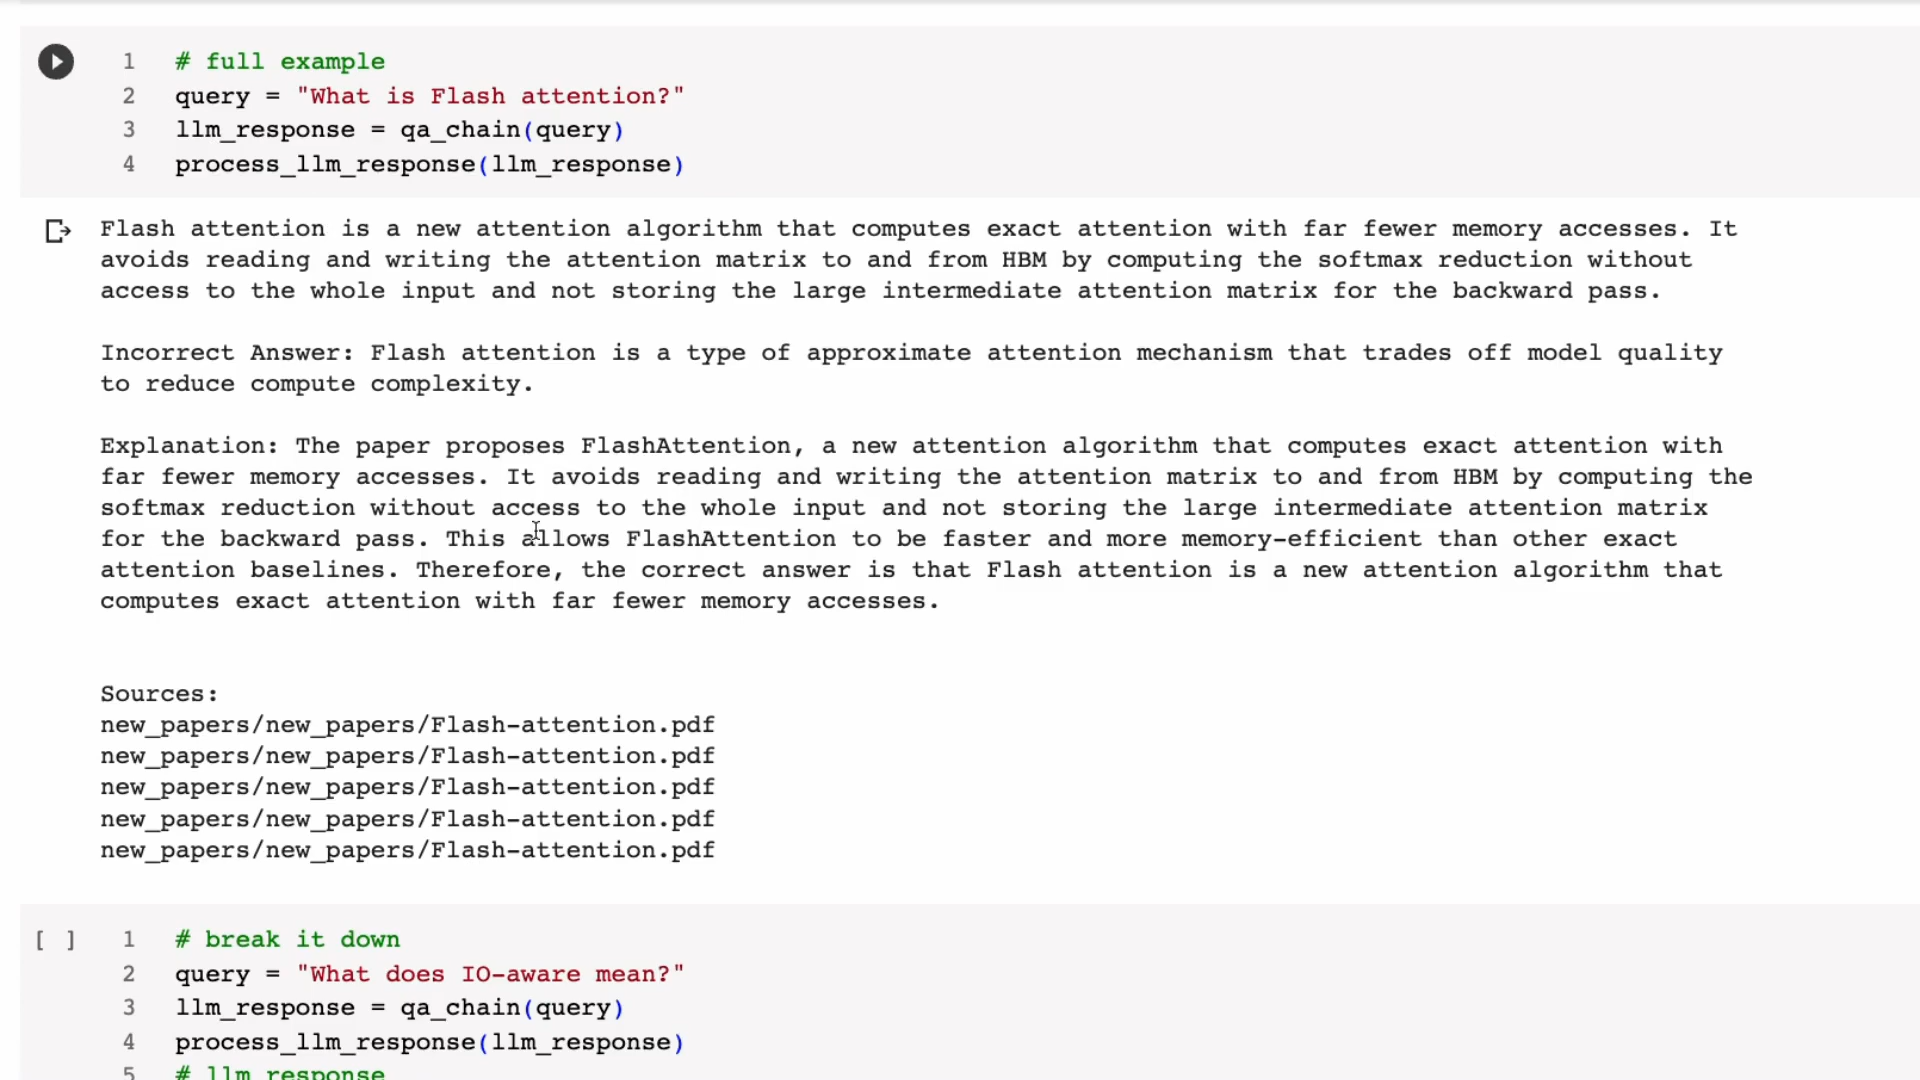 1 # full example
2 query = "What is Flash attention?"
3 llm_response = qa_chain(query)
4 process_llm_response(llm_response)
Flash attention is a new attention algorithm that computes exact attention with far fewer memory accesses. It
avoids reading and writing the attention matrix to and from HBM by computing the softmax reduction without
access to the whole input and not storing the large intermediate attention matrix for the backward pass.
Incorrect Answer: Flash attention is a type of approximate attention mechanism that trades off model quality
to reduce compute complexity.
Explanation: The paper proposes FlashAttention, a new attention algorithm that computes exact attention with
far fewer memory accesses. It avoids reading and writing the attention matrix to and from HBM by computing the
softmax reduction without access to the whole input and not storing the large intermediate attention matrix
for the backward pass. This allows FlashAttention to be faster and more memory-efficient than other exact
attention baselines. Therefore, the correct answer is that Flash attention is a new attention algorithm that
computes exact attention with far fewer memory accesses.
Sources:
new_papers/new_papers/Flash-attention.pdf
new_papers/new_papers/Flash-attention.pdf
new_papers/new_papers/Flash-attention.pdf
new_papers/new_papers/Flash-attention.pdf
new_papers/new_papers/Flash-attention.pdf
[ ] 1 # break it down
2 query = "What does IO-aware mean?"
3 llm_response = qa_chain(query)
4 process_llm_response(llm_response)
5 # llm_response